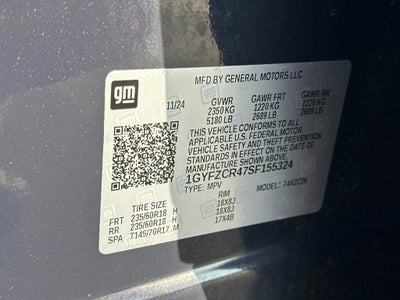 gm
MFD BY GENERAL MOTORS LLC
11/24 GVWR GAWR FRT GAWR RR
2350 KG 1220 KG 1220 KG
5180 LB 2689 LB 2689 LB
THIS VEHICLE CONFORMS TO ALL
APPLICABLE U.S. FEDERAL MOTOR
VEHICLE SAFETY AND THEFT PREVENTION
STANDARDS IN EFFECT ON THE DATE OF
MANUFACTURE SHOWN ABOVE.
1GYFZCR47SF155324
TYPE: MPV MODEL:
TIRE SIZE RIM
FRT 235/60R18 H 18X8J
RR 235/60R18 H 18X8J
SPA T145/70R17 M 17X4B